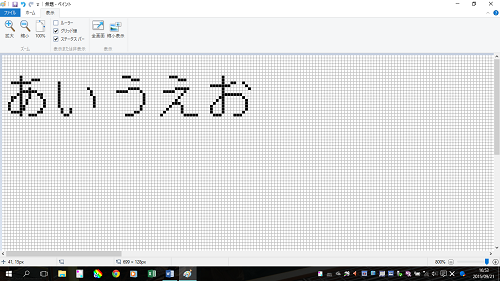 無題 - ペイント
ファイル ホーム 表示
拡大 縮小 100% ルーラー グリッド線 ステータス バー 全画面 縮小表示
ズーム 表示または非表示 表示
あいうえお
41, 15px 699 × 128px 800%
16:53
2015/09/21